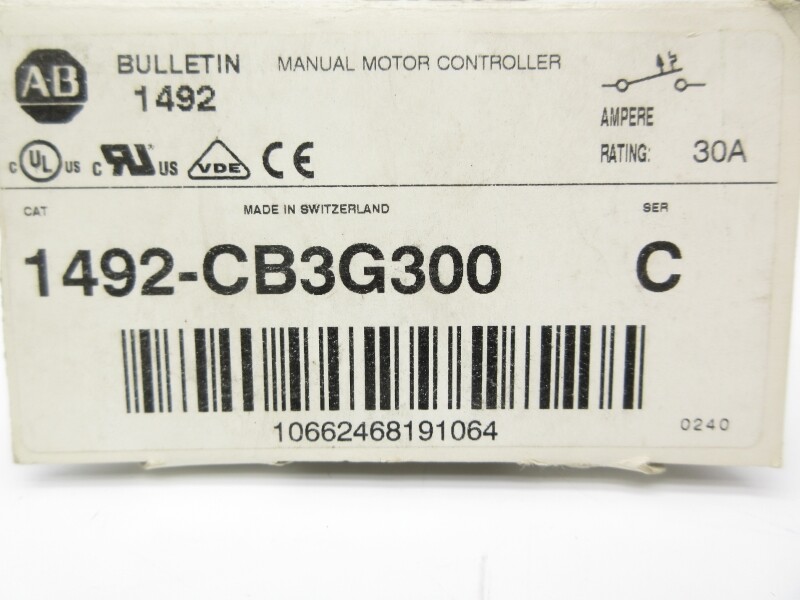 A-B
BULLETIN
1492
MANUAL MOTOR CONTROLLER
AMPERE
RATING: 30A
C UL US C RU US VDE CE
CAT
MADE IN SWITZERLAND
SER
1492-CB3G300 C
10662468191064
0240